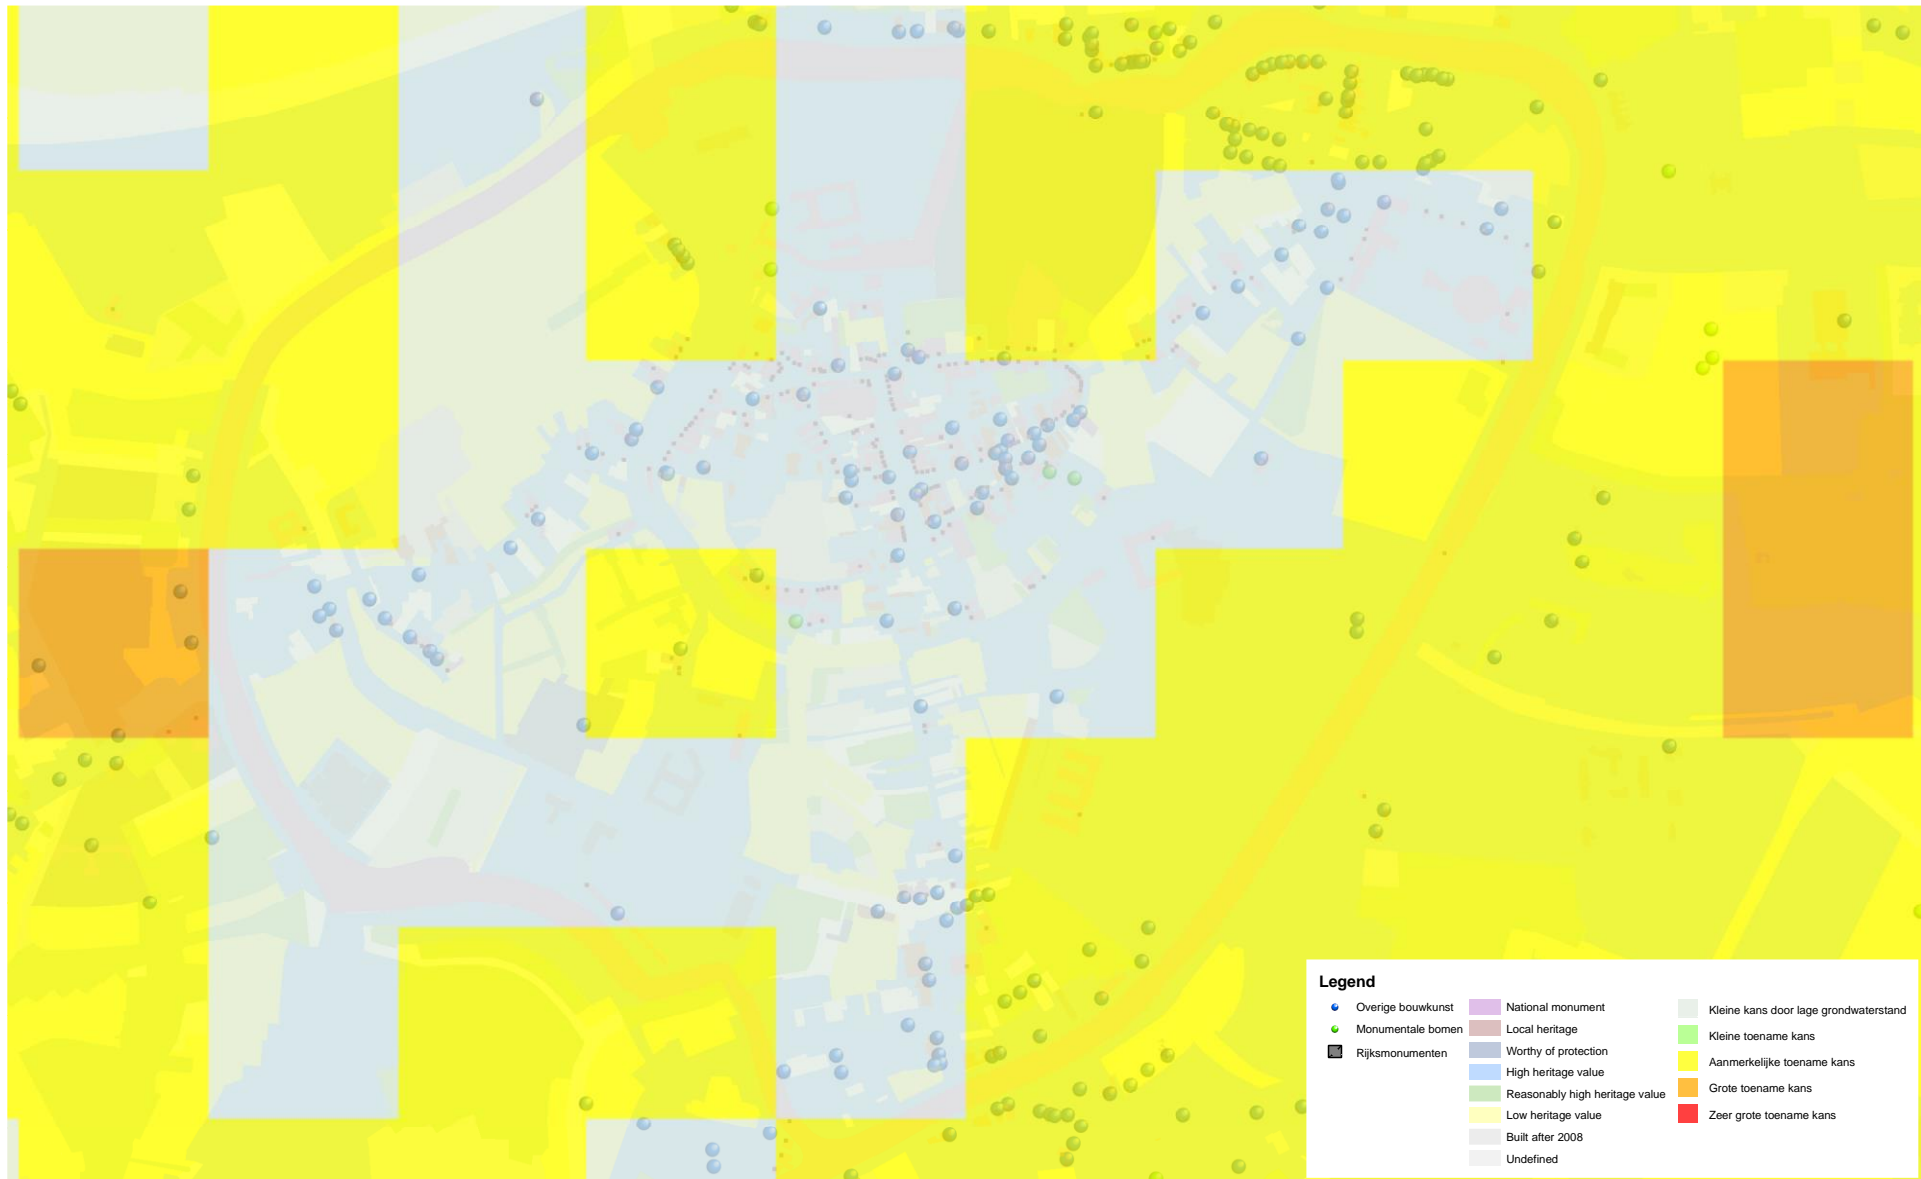 Legend
Overige bouwkunst
Monumentale bomen
Rijksmonumenten
National monument
Local heritage
Worthy of protection
High heritage value
Reasonably high heritage value
Low heritage value
Built after 2008
Undefined
Kleine kans door lage grondwaterstand
Kleine toename kans
Aanmerkelijke toename kans
Grote toename kans
Zeer grote toename kans